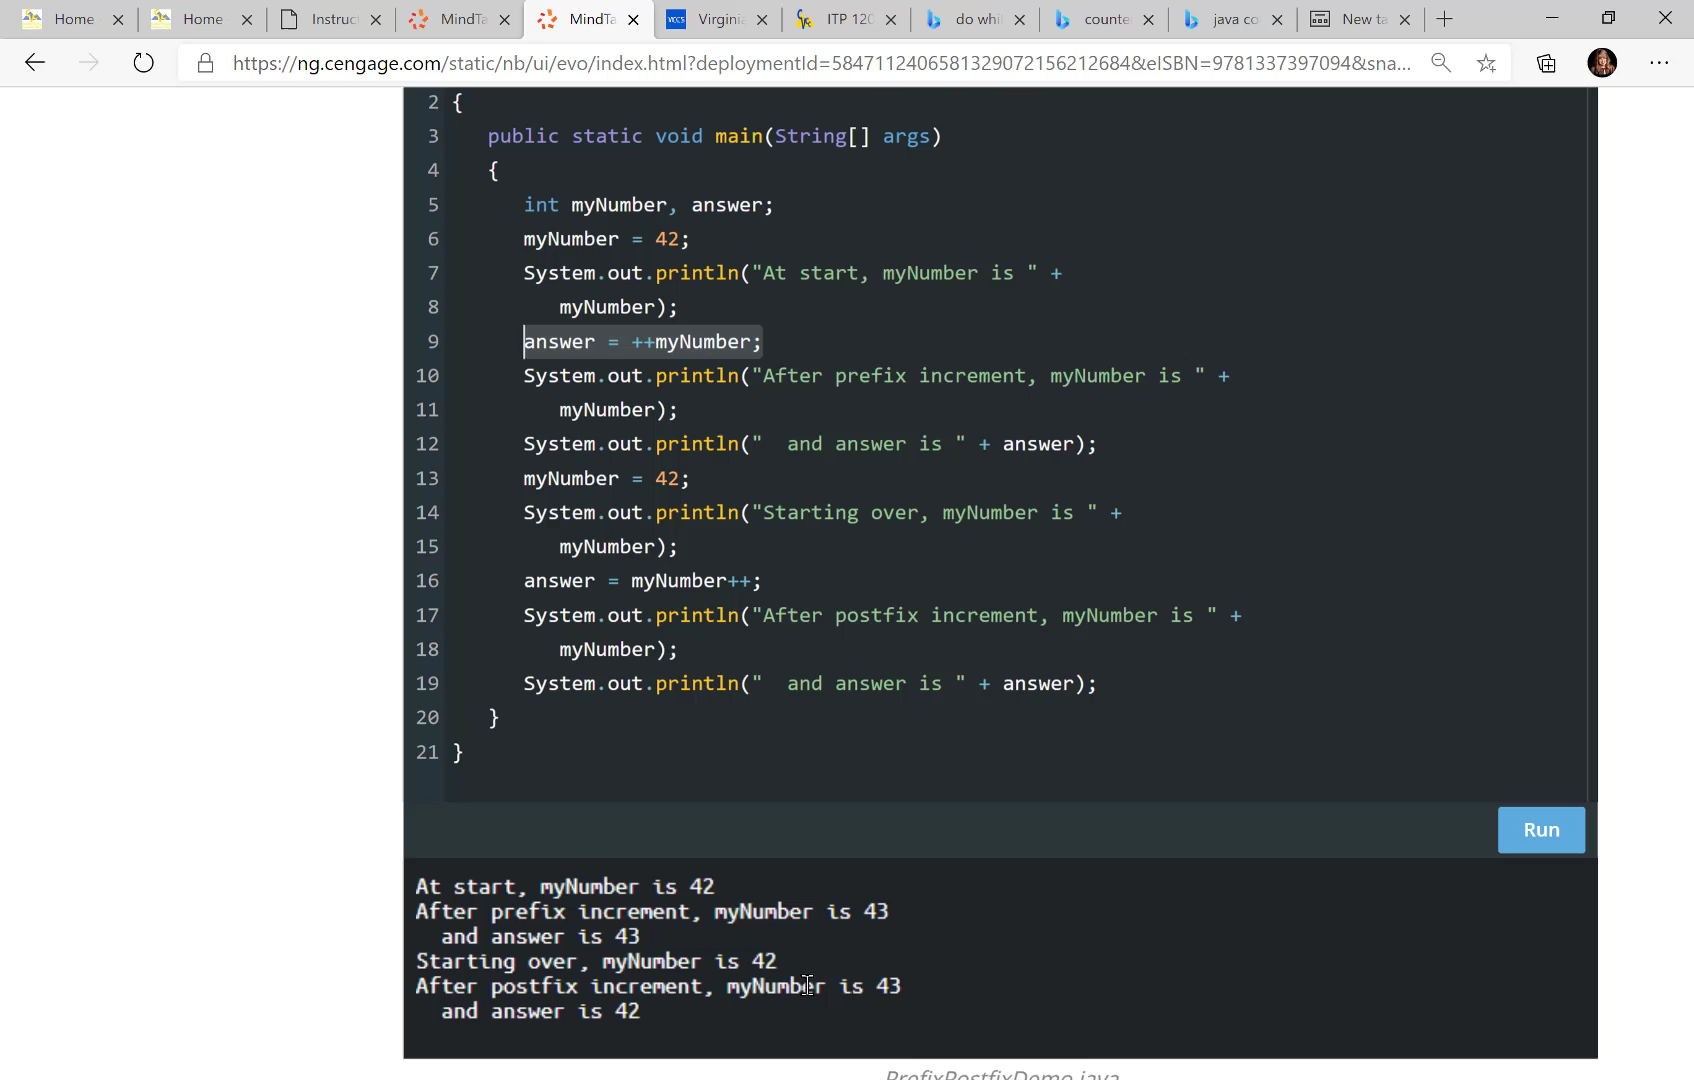 Home
Home
Instruc
MindTa
MindTa
VCCS
Virginia
ITP 120
do whi
counte
java co
New ta
https://ng.cengage.com/static/nb/ui/evo/index.html?deploymentId=5847112406581329072156212684&eISBN=9781337397094&sna...
2 {
3 public static void main(String[] args)
4 {
5 int myNumber, answer;
6 myNumber = 42;
7 System.out.println("At start, myNumber is " +
8 myNumber);
9 answer = ++myNumber;
10 System.out.println("After prefix increment, myNumber is " +
11 myNumber);
12 System.out.println("  and answer is " + answer);
13 myNumber = 42;
14 System.out.println("Starting over, myNumber is " +
15 myNumber);
16 answer = myNumber++;
17 System.out.println("After postfix increment, myNumber is " +
18 myNumber);
19 System.out.println("  and answer is " + answer);
20 }
21 }
Run
At start, myNumber is 42
After prefix increment, myNumber is 43
and answer is 43
Starting over, myNumber is 42
After postfix increment, myNumber is 43
and answer is 42
PrefixPostfixDemo.java